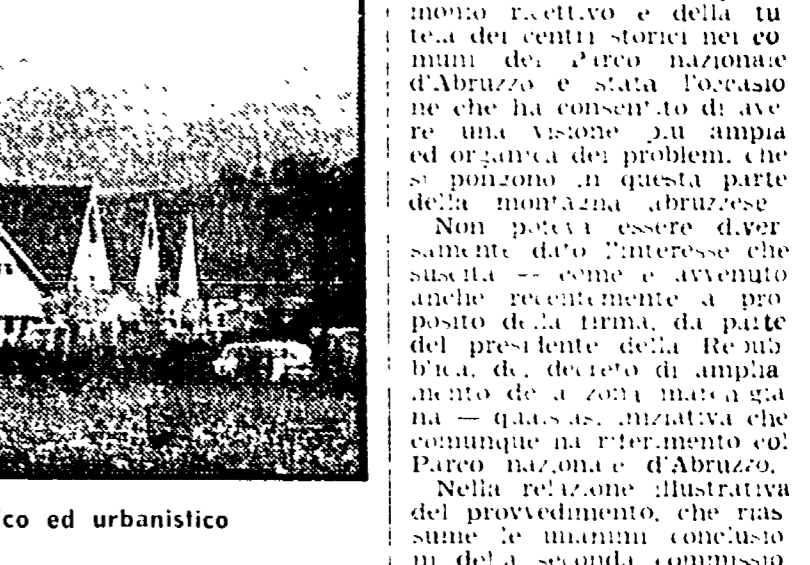 co ed urbanistico
monio ricettivo e della tu
tela dei centri storici nei co
muni del Parco nazionale
d'Abruzzo e stata l'occasio
ne che ha consentito di ave
re una visione piu ampia
ed organica dei problemi che
si pongono in questa parte
della montagna abruzzese
Non poteva essere diver
samente dato l'interesse che
suscita — come e avvenuto
anche recentemente a pro
posito della firma, da parte
del presidente della Repub
blica, del decreto di amplia
mento della zona marsicana
na — qualsiasi iniziativa che
comunque ha riferimento col
Parco nazionale d'Abruzzo.
Nella relazione illustrativa
del provvedimento, che rias
sume le unanimi conclusio
ni della seconda commissio